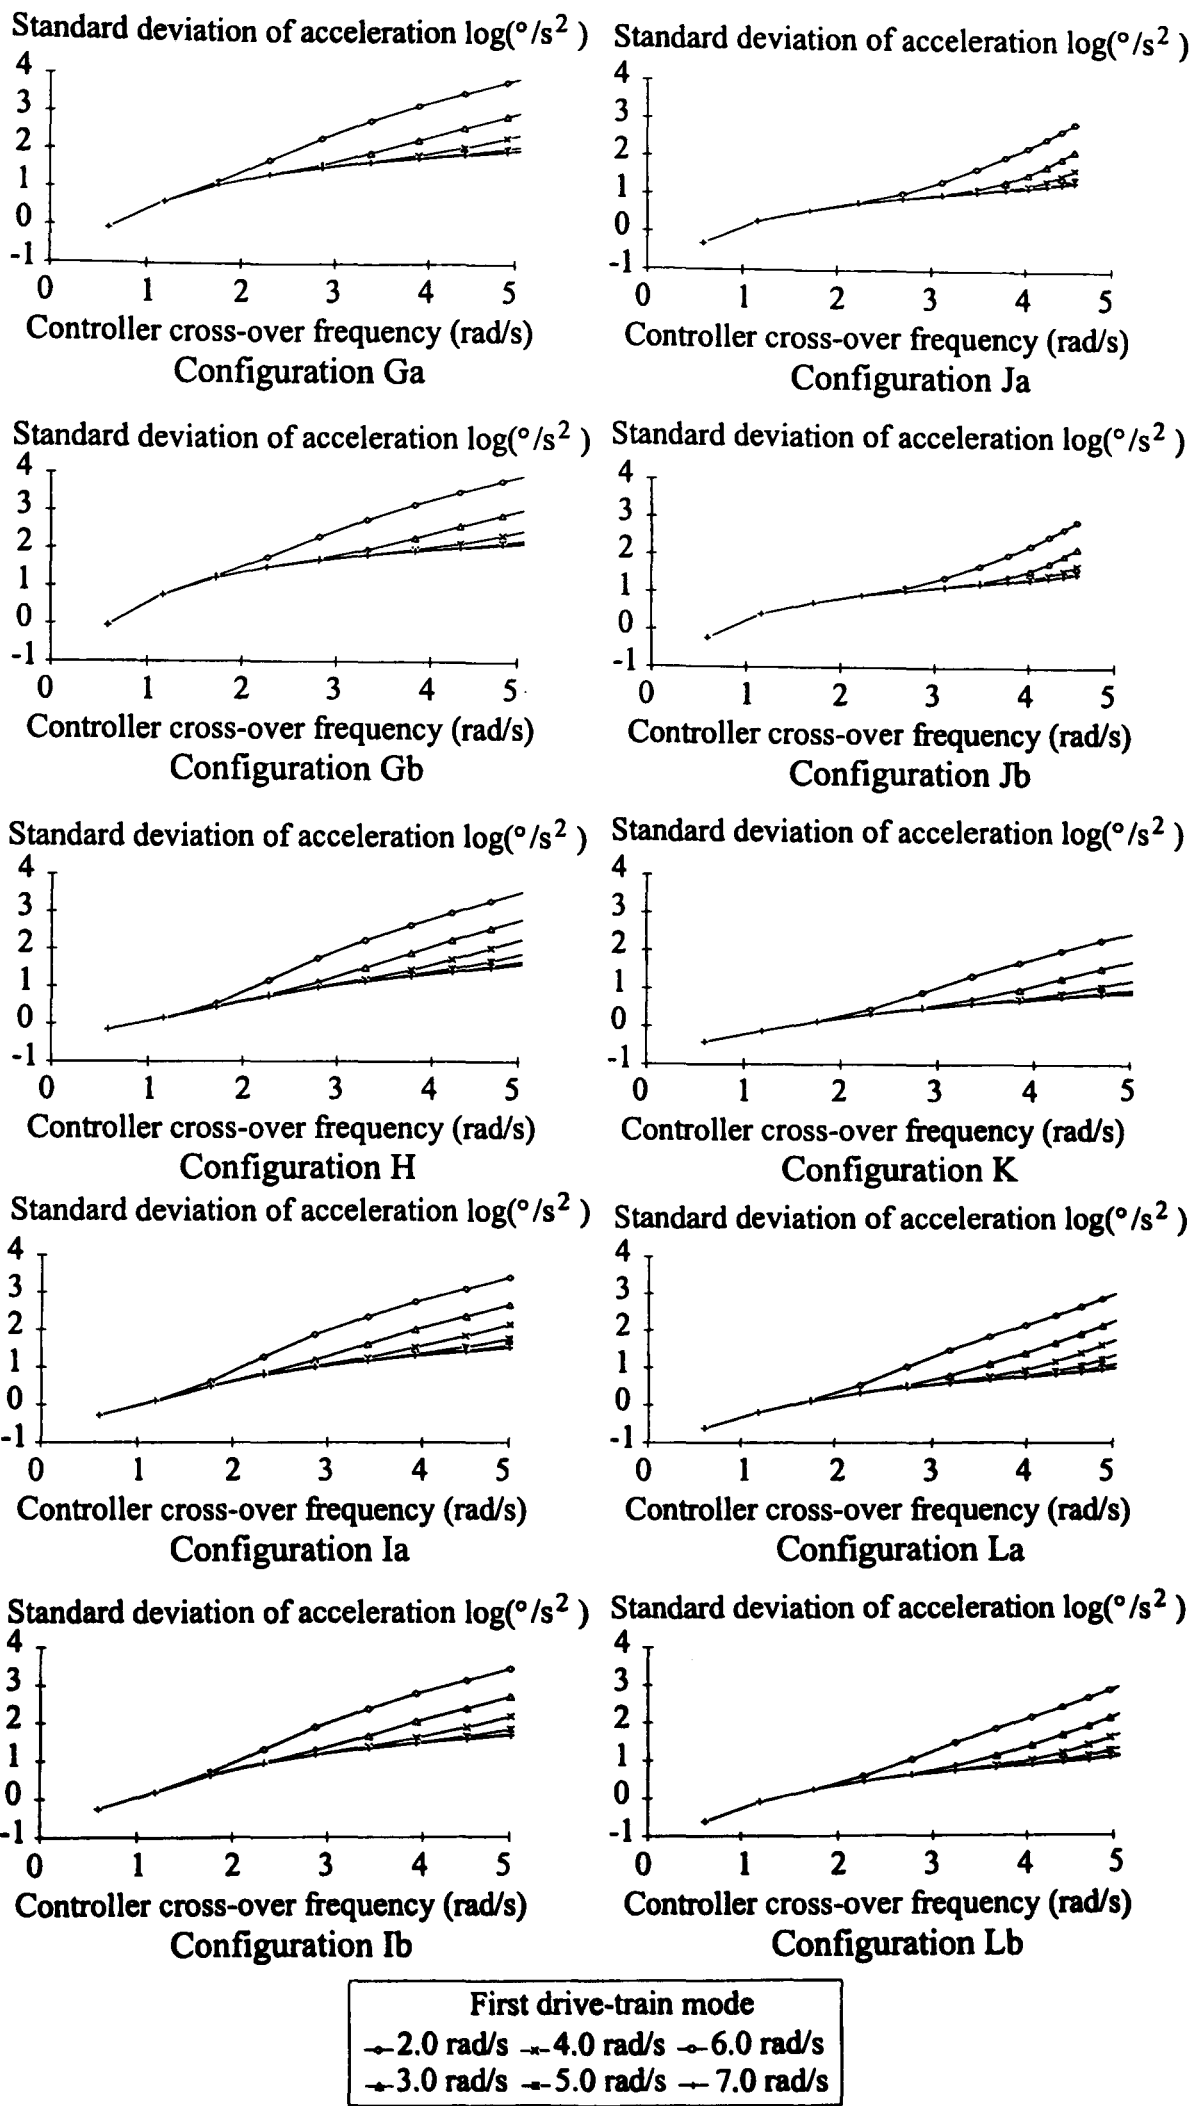 Standard deviation of acceleration log(°/s²)
4
3
2
1
0
-1
0 1 2 3 4 5
Controller cross-over frequency (rad/s)
Configuration Ga
Standard deviation of acceleration log(°/s²)
4
3
2
1
0
-1
0 1 2 3 4 5
Controller cross-over frequency (rad/s)
Configuration Ja
Standard deviation of acceleration log(°/s²)
4
3
2
1
0
-1
0 1 2 3 4 5
Controller cross-over frequency (rad/s)
Configuration Gb
Standard deviation of acceleration log(°/s²)
4
3
2
1
0
-1
0 1 2 3 4 5
Controller cross-over frequency (rad/s)
Configuration Jb
Standard deviation of acceleration log(°/s²)
4
3
2
1
0
-1
0 1 2 3 4 5
Controller cross-over frequency (rad/s)
Configuration H
Standard deviation of acceleration log(°/s²)
4
3
2
1
0
-1
0 1 2 3 4 5
Controller cross-over frequency (rad/s)
Configuration K
Standard deviation of acceleration log(°/s²)
4
3
2
1
0
-1
0 1 2 3 4 5
Controller cross-over frequency (rad/s)
Configuration Ia
Standard deviation of acceleration log(°/s²)
4
3
2
1
0
-1
0 1 2 3 4 5
Controller cross-over frequency (rad/s)
Configuration La
Standard deviation of acceleration log(°/s²)
4
3
2
1
0
-1
0 1 2 3 4 5
Controller cross-over frequency (rad/s)
Configuration Ib
Standard deviation of acceleration log(°/s²)
4
3
2
1
0
-1
0 1 2 3 4 5
Controller cross-over frequency (rad/s)
Configuration Lb
First drive-train mode
2.0 rad/s 4.0 rad/s 6.0 rad/s
3.0 rad/s 5.0 rad/s 7.0 rad/s